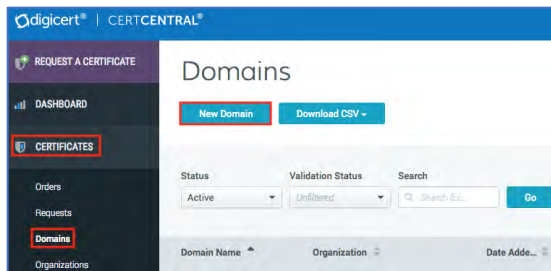 digicert® | CERTCENTRAL®
REQUEST A CERTIFICATE
DASHBOARD
CERTIFICATES
Orders
Requests
Domains
Organizations
Domains
New Domain Download CSV
Status Validation Status Search
Active Unfiltered Search for... Go
Domain Name Organization Date Adde...